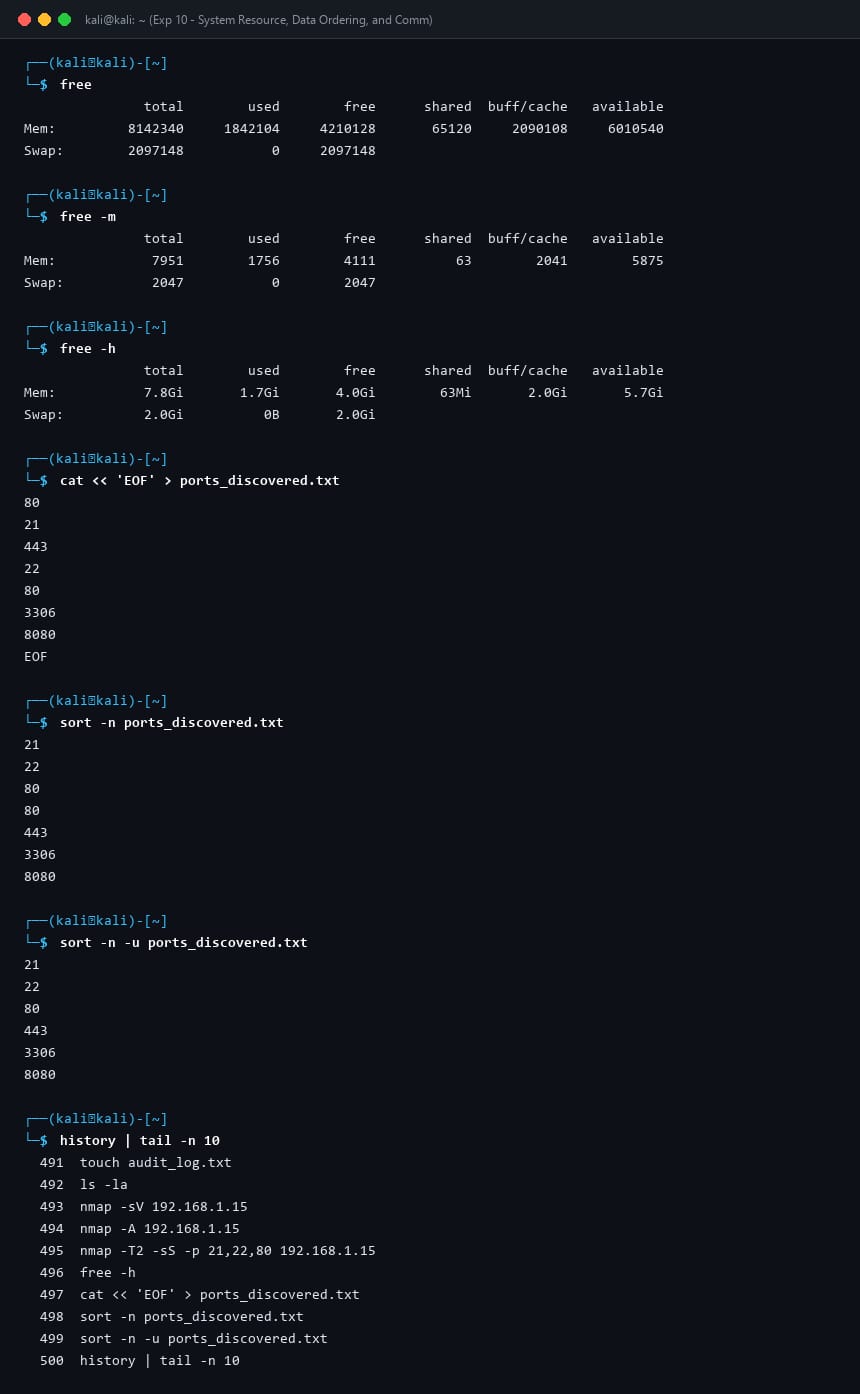 kali@kali: ~ (Exp 10 - System Resource, Data Ordering, and Comm)
┌──(kali㉿kali)-[~]
└─$ free
               total        used        free      shared  buff/cache   available
Mem:         8142340     1842104     4210128       65120     2090108     6010540
Swap:        2097148           0     2097148
┌──(kali㉿kali)-[~]
└─$ free -m
               total        used        free      shared  buff/cache   available
Mem:            7951        1756        4111          63        2041        5875
Swap:           2047           0        2047
┌──(kali㉿kali)-[~]
└─$ free -h
               total        used        free      shared  buff/cache   available
Mem:           7.8Gi       1.7Gi       4.0Gi        63Mi       2.0Gi       5.7Gi
Swap:          2.0Gi          0B       2.0Gi
┌──(kali㉿kali)-[~]
└─$ cat << 'EOF' > ports_discovered.txt
80
21
443
22
80
3306
8080
EOF
┌──(kali㉿kali)-[~]
└─$ sort -n ports_discovered.txt
21
22
80
80
443
3306
8080
┌──(kali㉿kali)-[~]
└─$ sort -n -u ports_discovered.txt
21
22
80
443
3306
8080
┌──(kali㉿kali)-[~]
└─$ history | tail -n 10
  491  touch audit_log.txt
  492  ls -la
  493  nmap -sV 192.168.1.15
  494  nmap -A 192.168.1.15
  495  nmap -T2 -sS -p 21,22,80 192.168.1.15
  496  free -h
  497  cat << 'EOF' > ports_discovered.txt
  498  sort -n ports_discovered.txt
  499  sort -n -u ports_discovered.txt
  500  history | tail -n 10